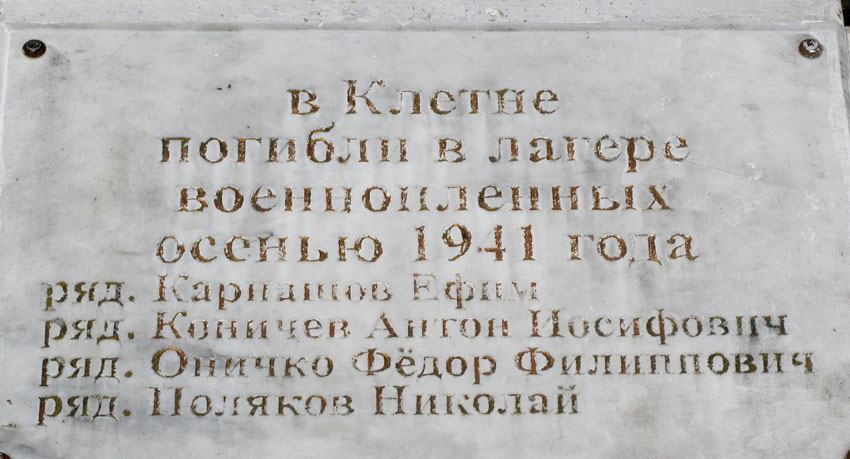 в Клетне
погибли в лагере
военнопленных
осенью 1941 года
ряд. Ефим
ряд. Коничев Антон Иосифович
ряд. Оничко Фёдор Филиппович
ряд. Поляков Николай